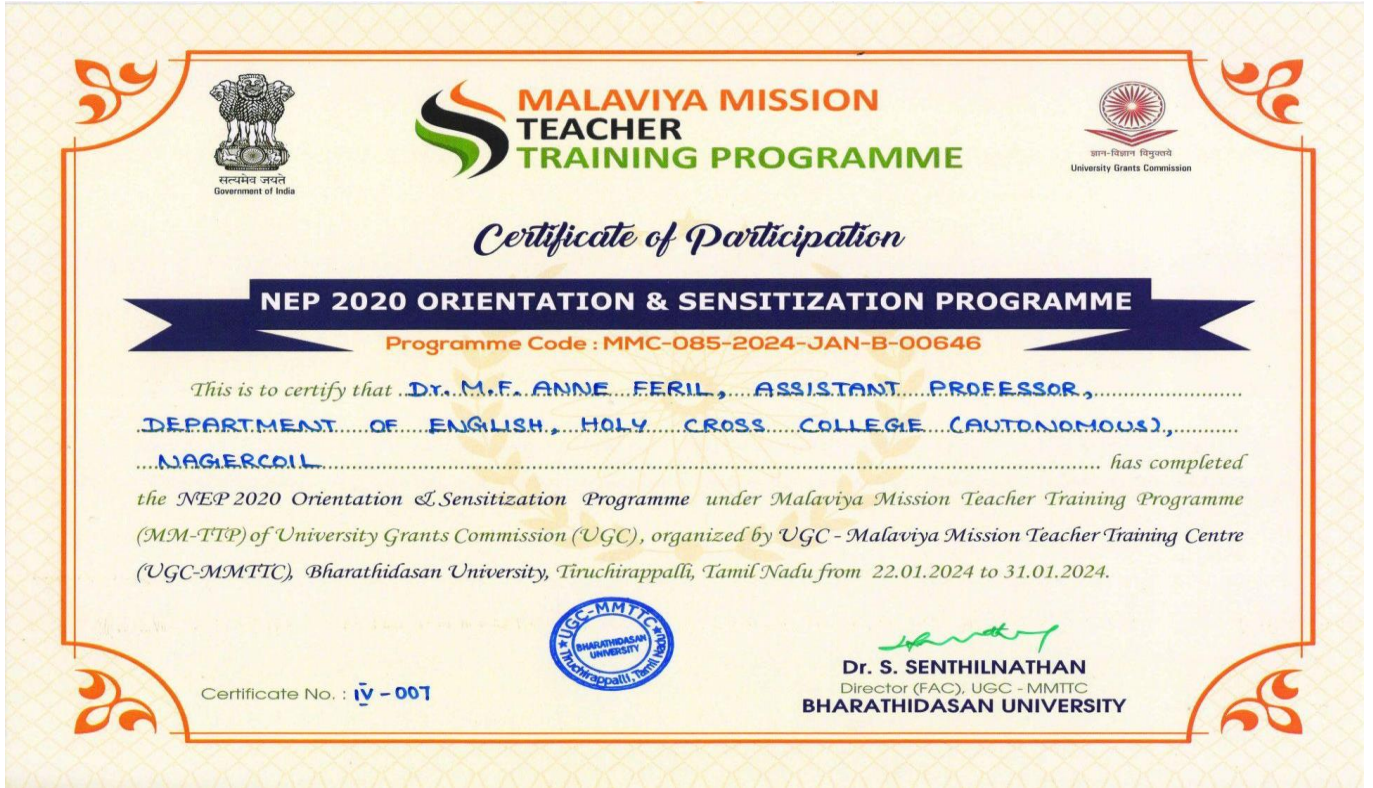 सत्यमेव जयते
Government of India
MALAVIYA MISSION
TEACHER
TRAINING PROGRAMME
ज्ञान-विज्ञान विमुक्तये
University Grants Commission
Certificate of Participation
NEP 2020 ORIENTATION & SENSITIZATION PROGRAMME
Programme Code : MMC-085-2024-JAN-B-00646
This is to certify that Dr. M.F. ANNE FERIL, ASSISTANT PROFESSOR,
DEPARTMENT OF ENGLISH, HOLY CROSS COLLEGE (AUTONOMOUS),
NAGERCOIL has completed
the NEP 2020 Orientation & Sensitization Programme under Malaviya Mission Teacher Training Programme
(MM-TTP) of University Grants Commission (UGC), organized by UGC - Malaviya Mission Teacher Training Centre
(UGC-MMTTC), Bharathidasan University, Tiruchirappalli, Tamil Nadu from 22.01.2024 to 31.01.2024.
UGC-MMTTC
BHARATHIDASAN
UNIVERSITY
Tiruchirappalli, Tamil Nadu
Dr. S. SENTHILNATHAN
Director (FAC), UGC - MMTTC
BHARATHIDASAN UNIVERSITY
Certificate No. : IV - 007